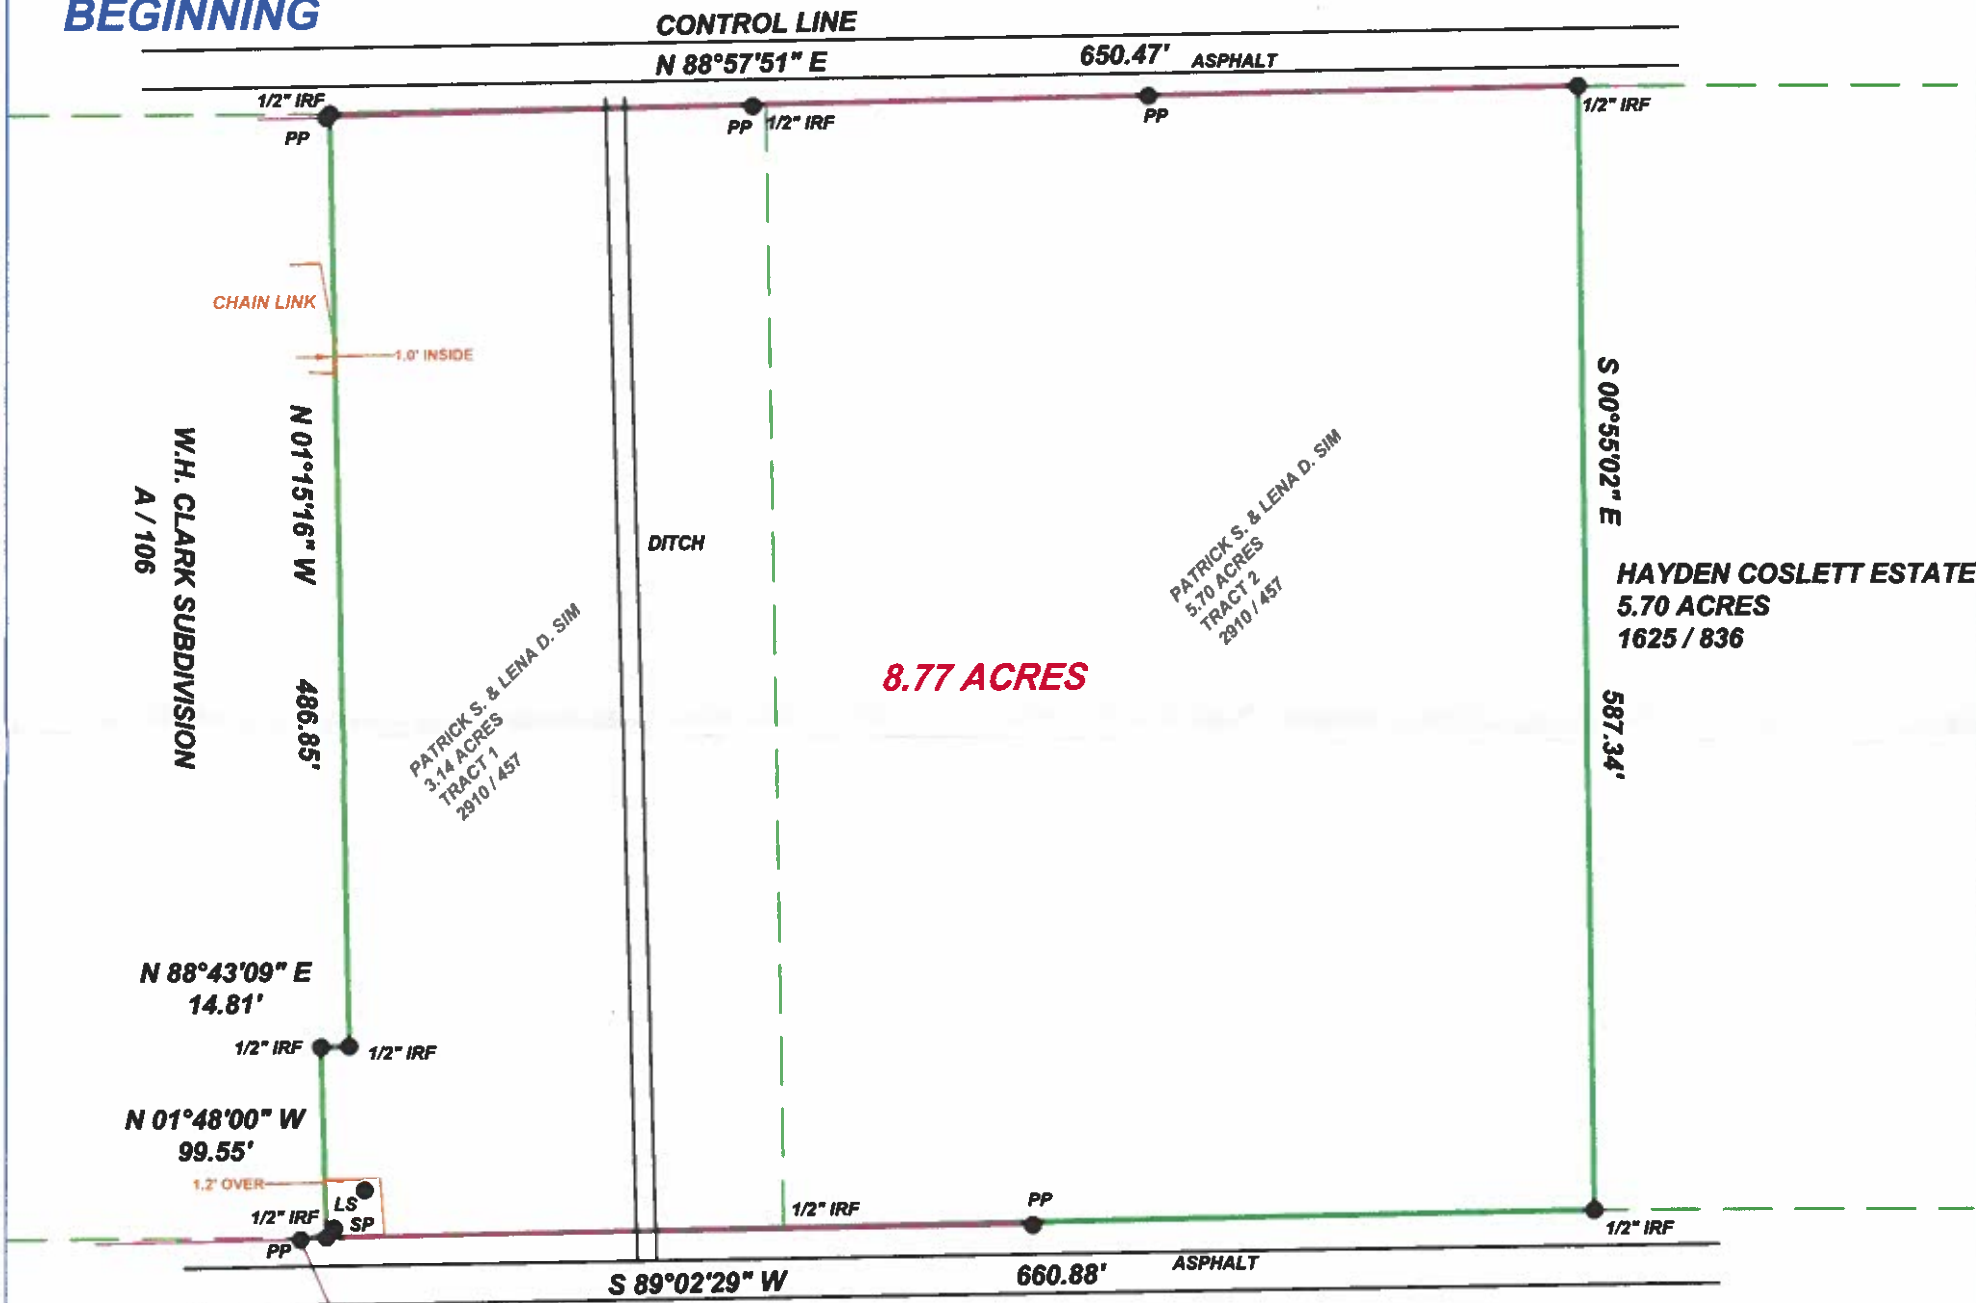 BEGINNING
CONTROL LINE
N 88°57'51" E
650.47'
ASPHALT
1/2" IRF
PP
PP
1/2" IRF
PP
1/2" IRF
CHAIN LINK
1.0' INSIDE
N 01°15'16" W
486.85'
W.H. CLARK SUBDIVISION
A / 106
DITCH
PATRICK S. & LENA D. SIM
3.14 ACRES
TRACT 1
2910 / 457
PATRICK S. & LENA D. SIM
5.70 ACRES
TRACT 2
2910 / 457
8.77 ACRES
S 00°55'02" E
587.34'
HAYDEN COSLETT ESTATE
5.70 ACRES
1625 / 836
N 88°43'09" E
14.81'
1/2" IRF
1/2" IRF
N 01°48'00" W
99.55'
1.2' OVER
LS
1/2" IRF
SP
PP
1/2" IRF
PP
1/2" IRF
S 89°02'29" W
660.88'
ASPHALT